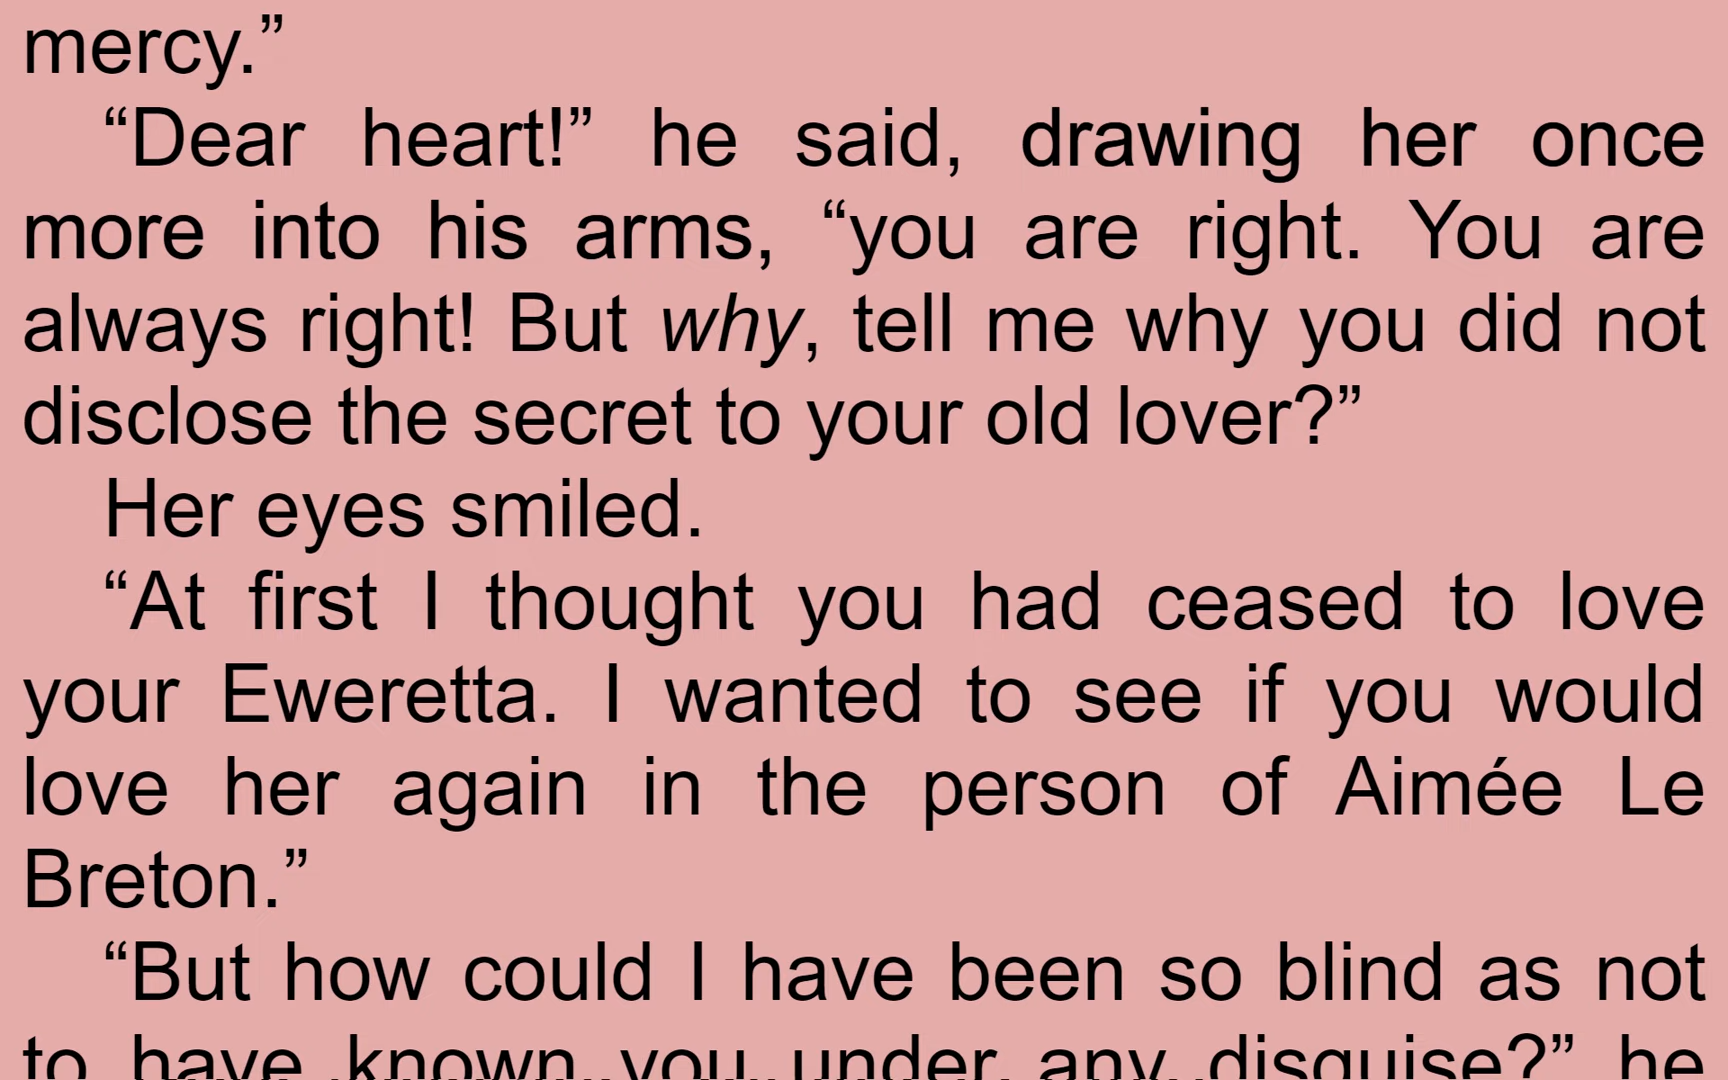 mercy.”
“Dear heart!” he said, drawing her once
more into his arms, “you are right. You are
always right! But why, tell me why you did not
disclose the secret to your old lover?”
Her eyes smiled.
“At first I thought you had ceased to love
your Eweretta. I wanted to see if you would
love her again in the person of Aimée Le
Breton.”
“But how could I have been so blind as not
to have known you under any disguise?” he